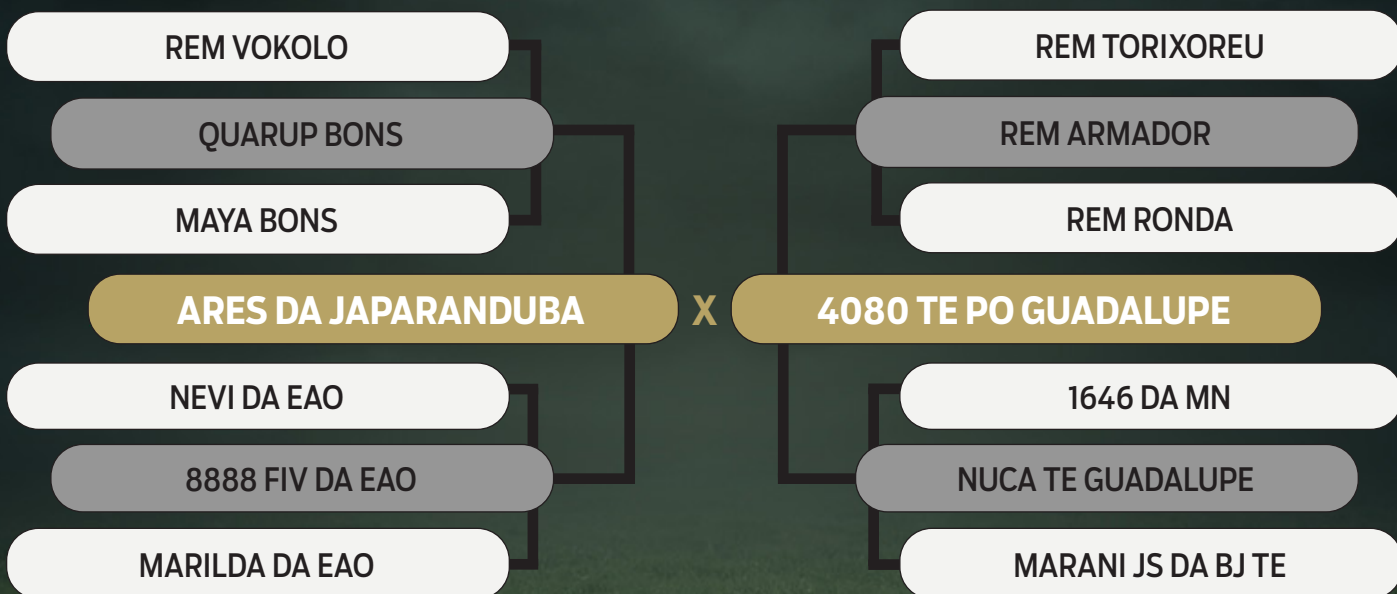 REM VOKOLO
QUARUP BONS
MAYA BONS
ARES DA JAPARANDUBA
NEVI DA EAO
8888 FIV DA EAO
MARILDA DA EAO
X
REM TORIXOREU
REM ARMADOR
REM RONDA
4080 TE PO GUADALUPE
1646 DA MN
NUCA TE GUADALUPE
MARANI JS DA BJ TE